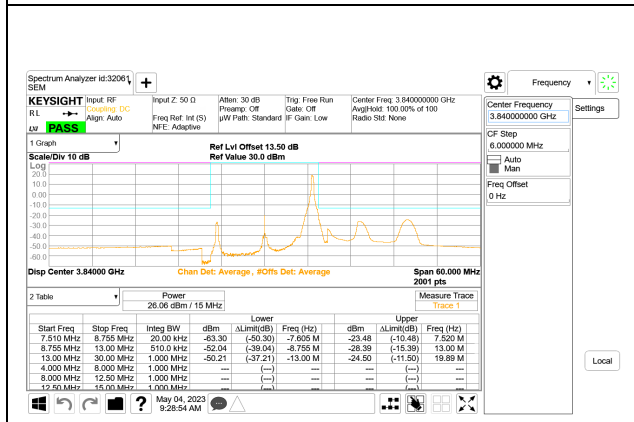 Spectrum Analyzer id:32061
SEM
KEYSIGHT
Input: RF
Coupling: DC
Align: Auto
Input Z: 50 Ω
Freq Ref: Int (S)
NFE: Adaptive
Atten: 30 dB
Preamp: Off
µW Path: Standard
Trig: Free Run
Gate: Off
IF Gain: Low
Center Freq: 3.840000000 GHz
Avg|Hold: 100.00% of 100
Radio Std: None
RL
LW PASS
1 Graph
Scale/Div 10 dB
Ref Lvl Offset 13.50 dB
Ref Value 30.0 dBm
Log
20.0
10.0
0.00
-10.0
-20.0
-30.0
-40.0
-50.0
-60.0
Disp Center 3.84000 GHz
Chan Det: Average , #Offs Det: Average
Span 60.000 MHz
2001 pts
2 Table
Power
26.06 dBm / 15 MHz
Measure Trace
Trace 1
Lower Upper
Start Freq Stop Freq Integ BW dBm ΔLimit(dB) Freq (Hz) dBm ΔLimit(dB) Freq (Hz)
7.510 MHz 8.755 MHz 20.00 kHz -63.30 (-50.30) -7.605 M -23.48 (-10.48) 7.520 M
8.755 MHz 13.00 MHz 510.0 kHz -52.04 (-39.04) -8.755 M -28.39 (-15.39) 13.00 M
13.00 MHz 30.00 MHz 1.000 MHz -50.21 (-37.21) -13.00 M -24.50 (-11.50) 19.89 M
4.000 MHz 8.000 MHz 1.000 MHz --- (---) --- --- (---) ---
8.000 MHz 12.50 MHz 1.000 MHz --- (---) --- --- (---) ---
12.50 MHz 15.00 MHz 1.000 MHz --- (---) --- --- (---) ---
May 04, 2023
9:28:54 AM
Frequency
Center Frequency
3.840000000 GHz
Settings
CF Step
6.000000 MHz
Auto
Man
Freq Offset
0 Hz
Local